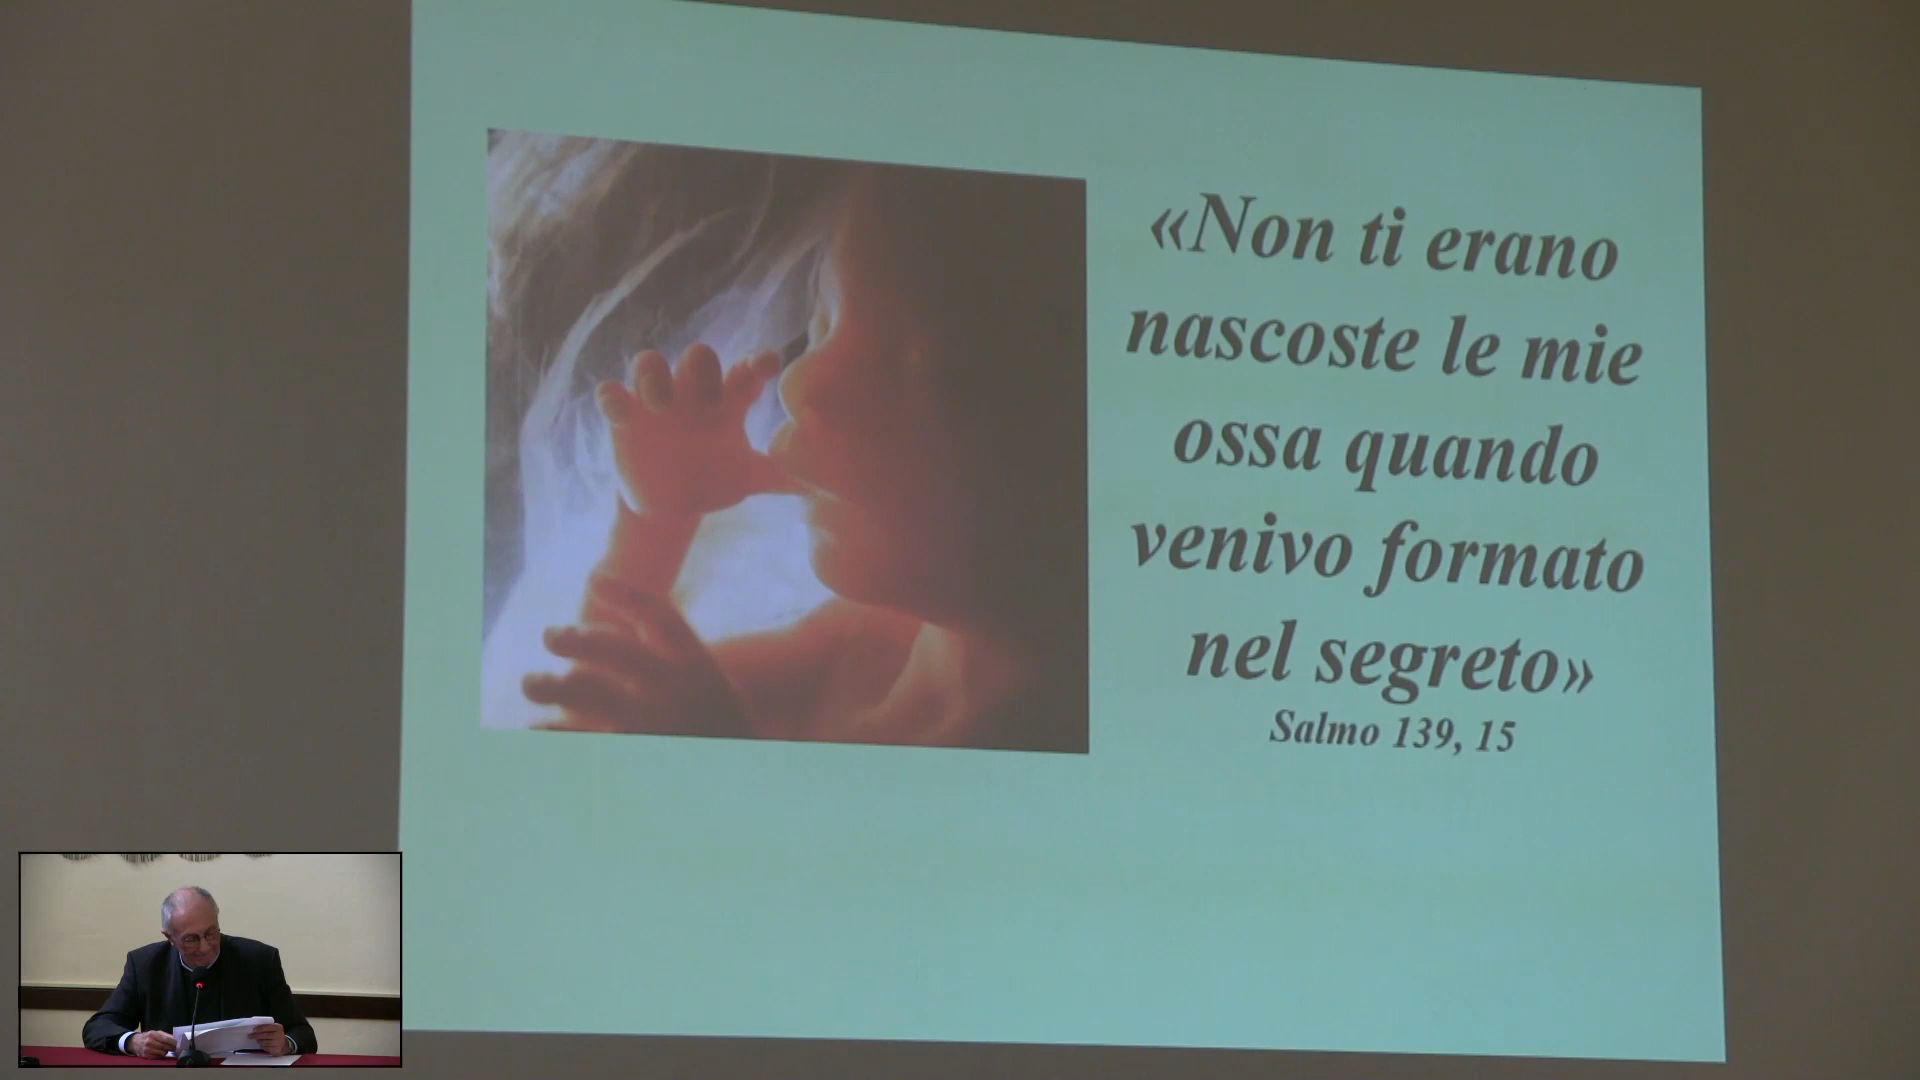 «Non ti erano
nascoste le mie
ossa quando
venivo formato
nel segreto»
Salmo 139, 15